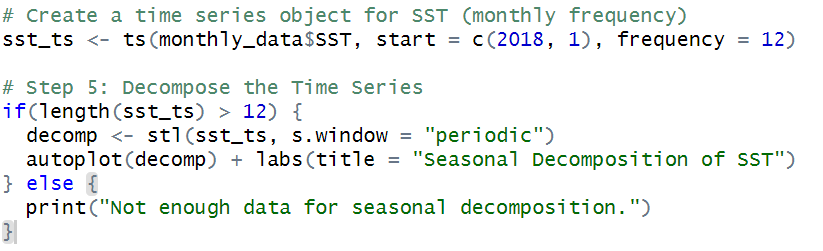 # Create a time series object for SST (monthly frequency)
sst_ts <- ts(monthly_data$SST, start = c(2018, 1), frequency = 12)
# Step 5: Decompose the Time Series
if(length(sst_ts) > 12) {
  decomp <- stl(sst_ts, s.window = "periodic")
  autoplot(decomp) + labs(title = "Seasonal Decomposition of SST")
} else {
  print("Not enough data for seasonal decomposition.")
}